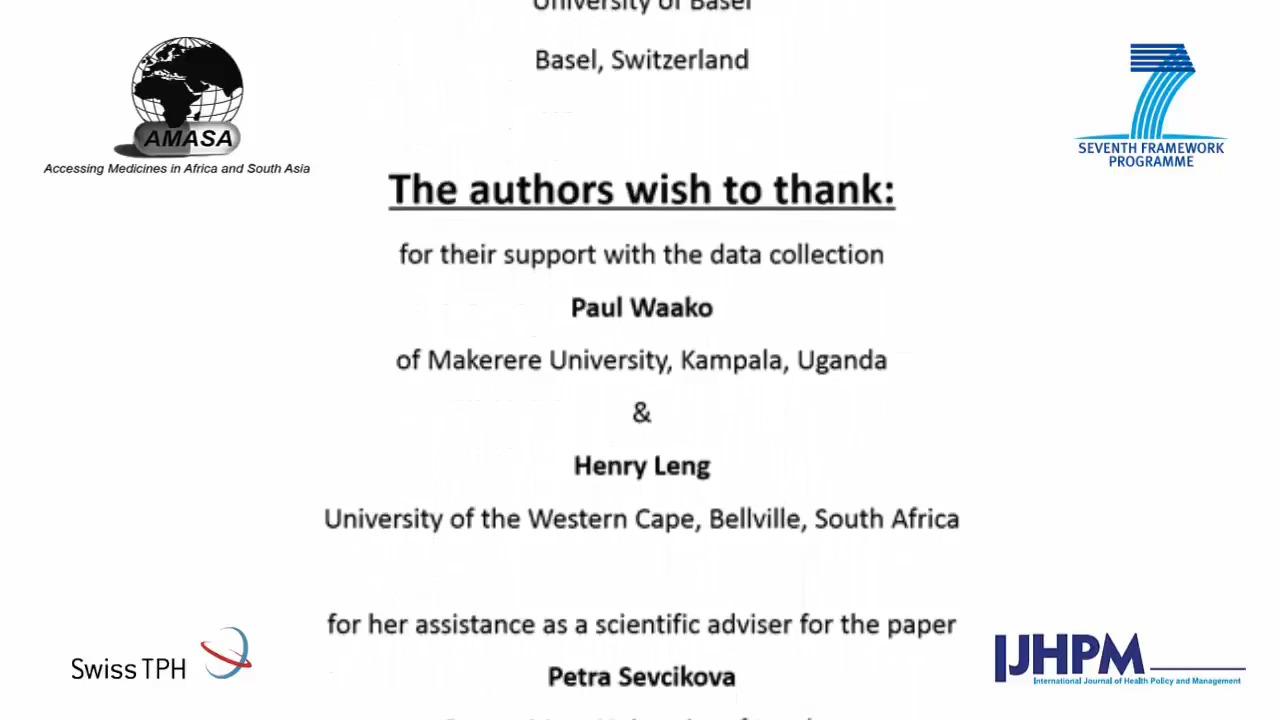 University of Basel
Basel, Switzerland
AMASA
Accessing Medicines in Africa and South Asia
7
SEVENTH FRAMEWORK
PROGRAMME
The authors wish to thank:
for their support with the data collection
Paul Waako
of Makerere University, Kampala, Uganda
&
Henry Leng
University of the Western Cape, Bellville, South Africa
for her assistance as a scientific adviser for the paper
Petra Sevcikova
Swiss TPH
IJHPM
International Journal of Health Policy and Management